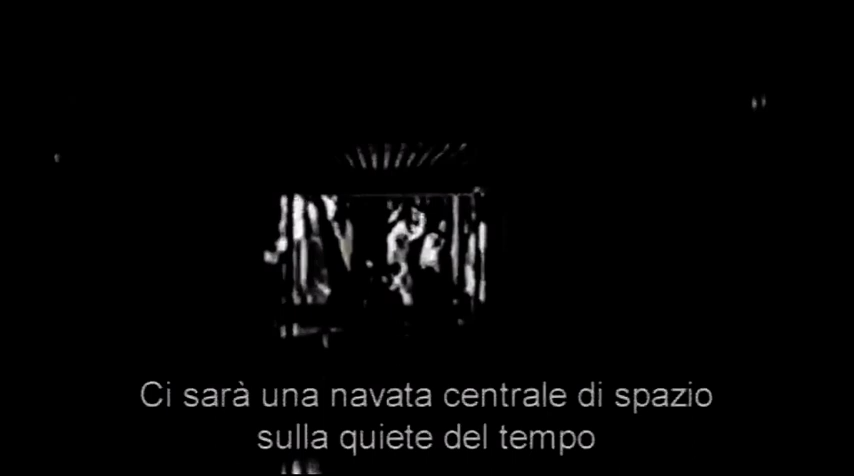 Ci sarà una navata centrale di spazio
sulla quiete del tempo